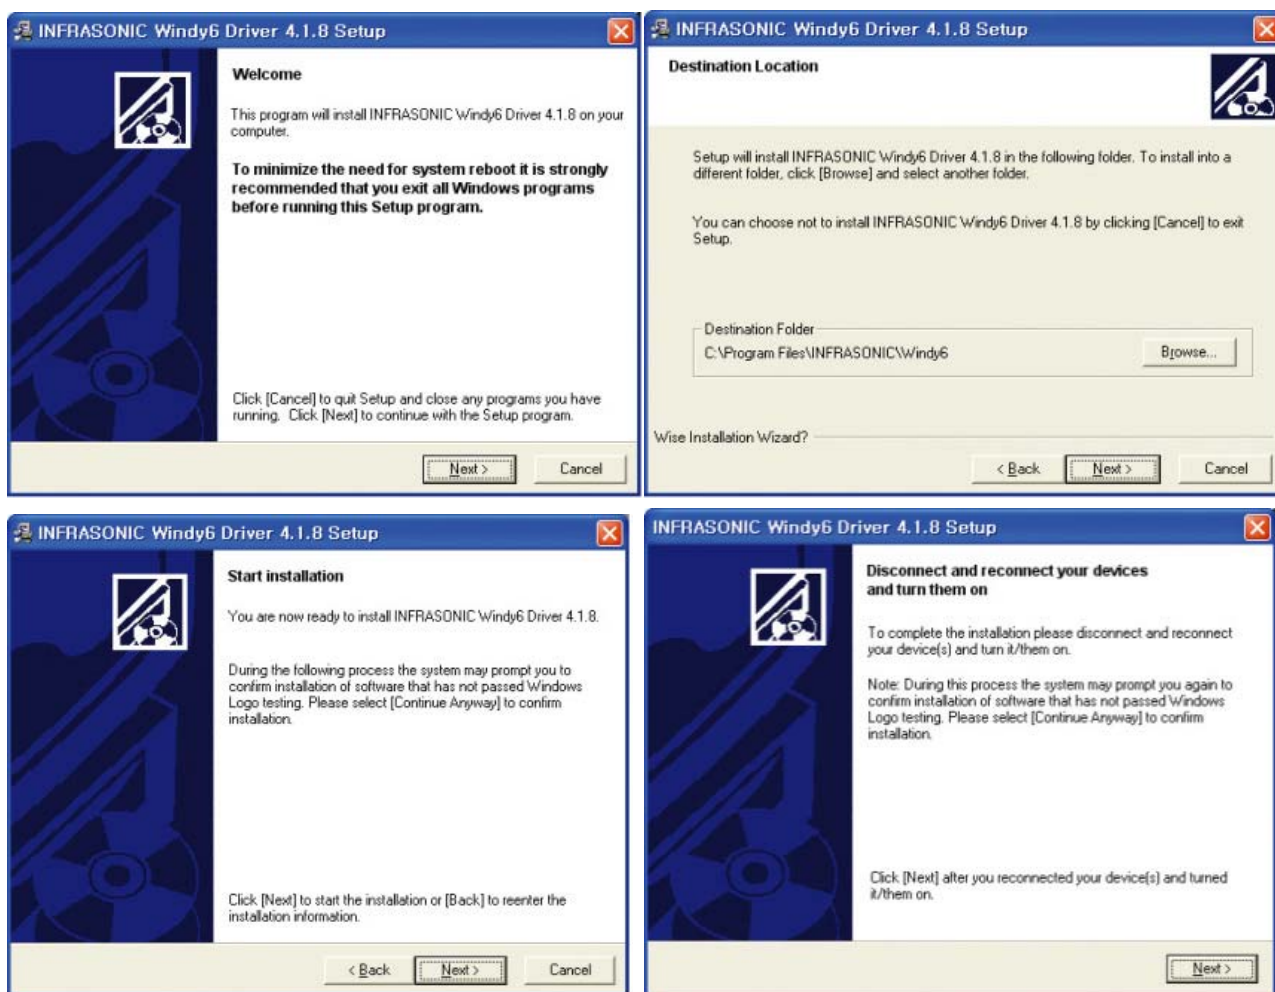 INFRASONIC Windy6 Driver 4.1.8 Setup
Welcome
This program will install INFRASONIC Windy6 Driver 4.1.8 on your
computer.
To minimize the need for system reboot it is strongly
recommended that you exit all Windows programs
before running this Setup program.
Click [Cancel] to quit Setup and close any programs you have
running. Click [Next] to continue with the Setup program.
Next >
Cancel
INFRASONIC Windy6 Driver 4.1.8 Setup
Destination Location
Setup will install INFRASONIC Windy6 Driver 4.1.8 in the following folder. To install into a
different folder, click [Browse] and select another folder.
You can choose not to install INFRASONIC Windy6 Driver 4.1.8 by clicking [Cancel] to exit
Setup.
Destination Folder
C:\Program Files\INFRASONIC\Windy6
Browse...
Wise Installation Wizard?
< Back
Next >
Cancel
INFRASONIC Windy6 Driver 4.1.8 Setup
Start installation
You are now ready to install INFRASONIC Windy6 Driver 4.1.8.
During the following process the system may prompt you to
confirm installation of software that has not passed Windows
Logo testing. Please select [Continue Anyway] to confirm
installation.
Click [Next] to start the installation or [Back] to reenter the
installation information.
< Back
Next >
Cancel
INFRASONIC Windy6 Driver 4.1.8 Setup
Disconnect and reconnect your devices
and turn them on
To complete the installation please disconnect and reconnect
your device(s) and turn it/them on.
Note: During this process the system may prompt you again to
confirm installation of software that has not passed Windows
Logo testing. Please select [Continue Anyway] to confirm
installation.
Click [Next] after you reconnected your device(s) and turned
it/them on.
Next >